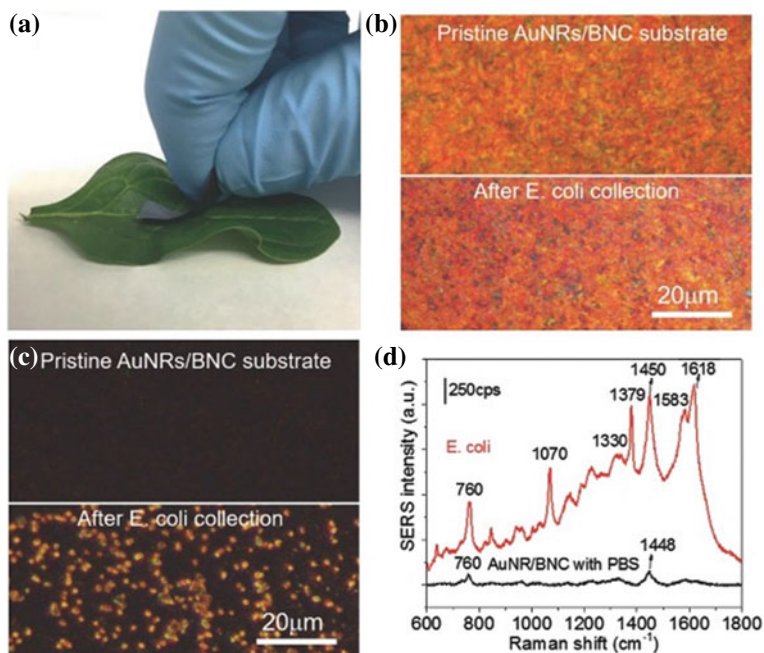 (a)
(b)
Pristine AuNRs/BNC substrate
After E. coli collection
20μm
(c)
Pristine AuNRs/BNC substrate
After E. coli collection
20μm
(d)
250cps
E. coli
760
1070
1330
1379
1450
1583
1618
AuNR/BNC with PBS
760
1448
SERS intensity (a.u.)
600 800 1000 1200 1400 1600 1800
Raman shift (cm⁻¹)